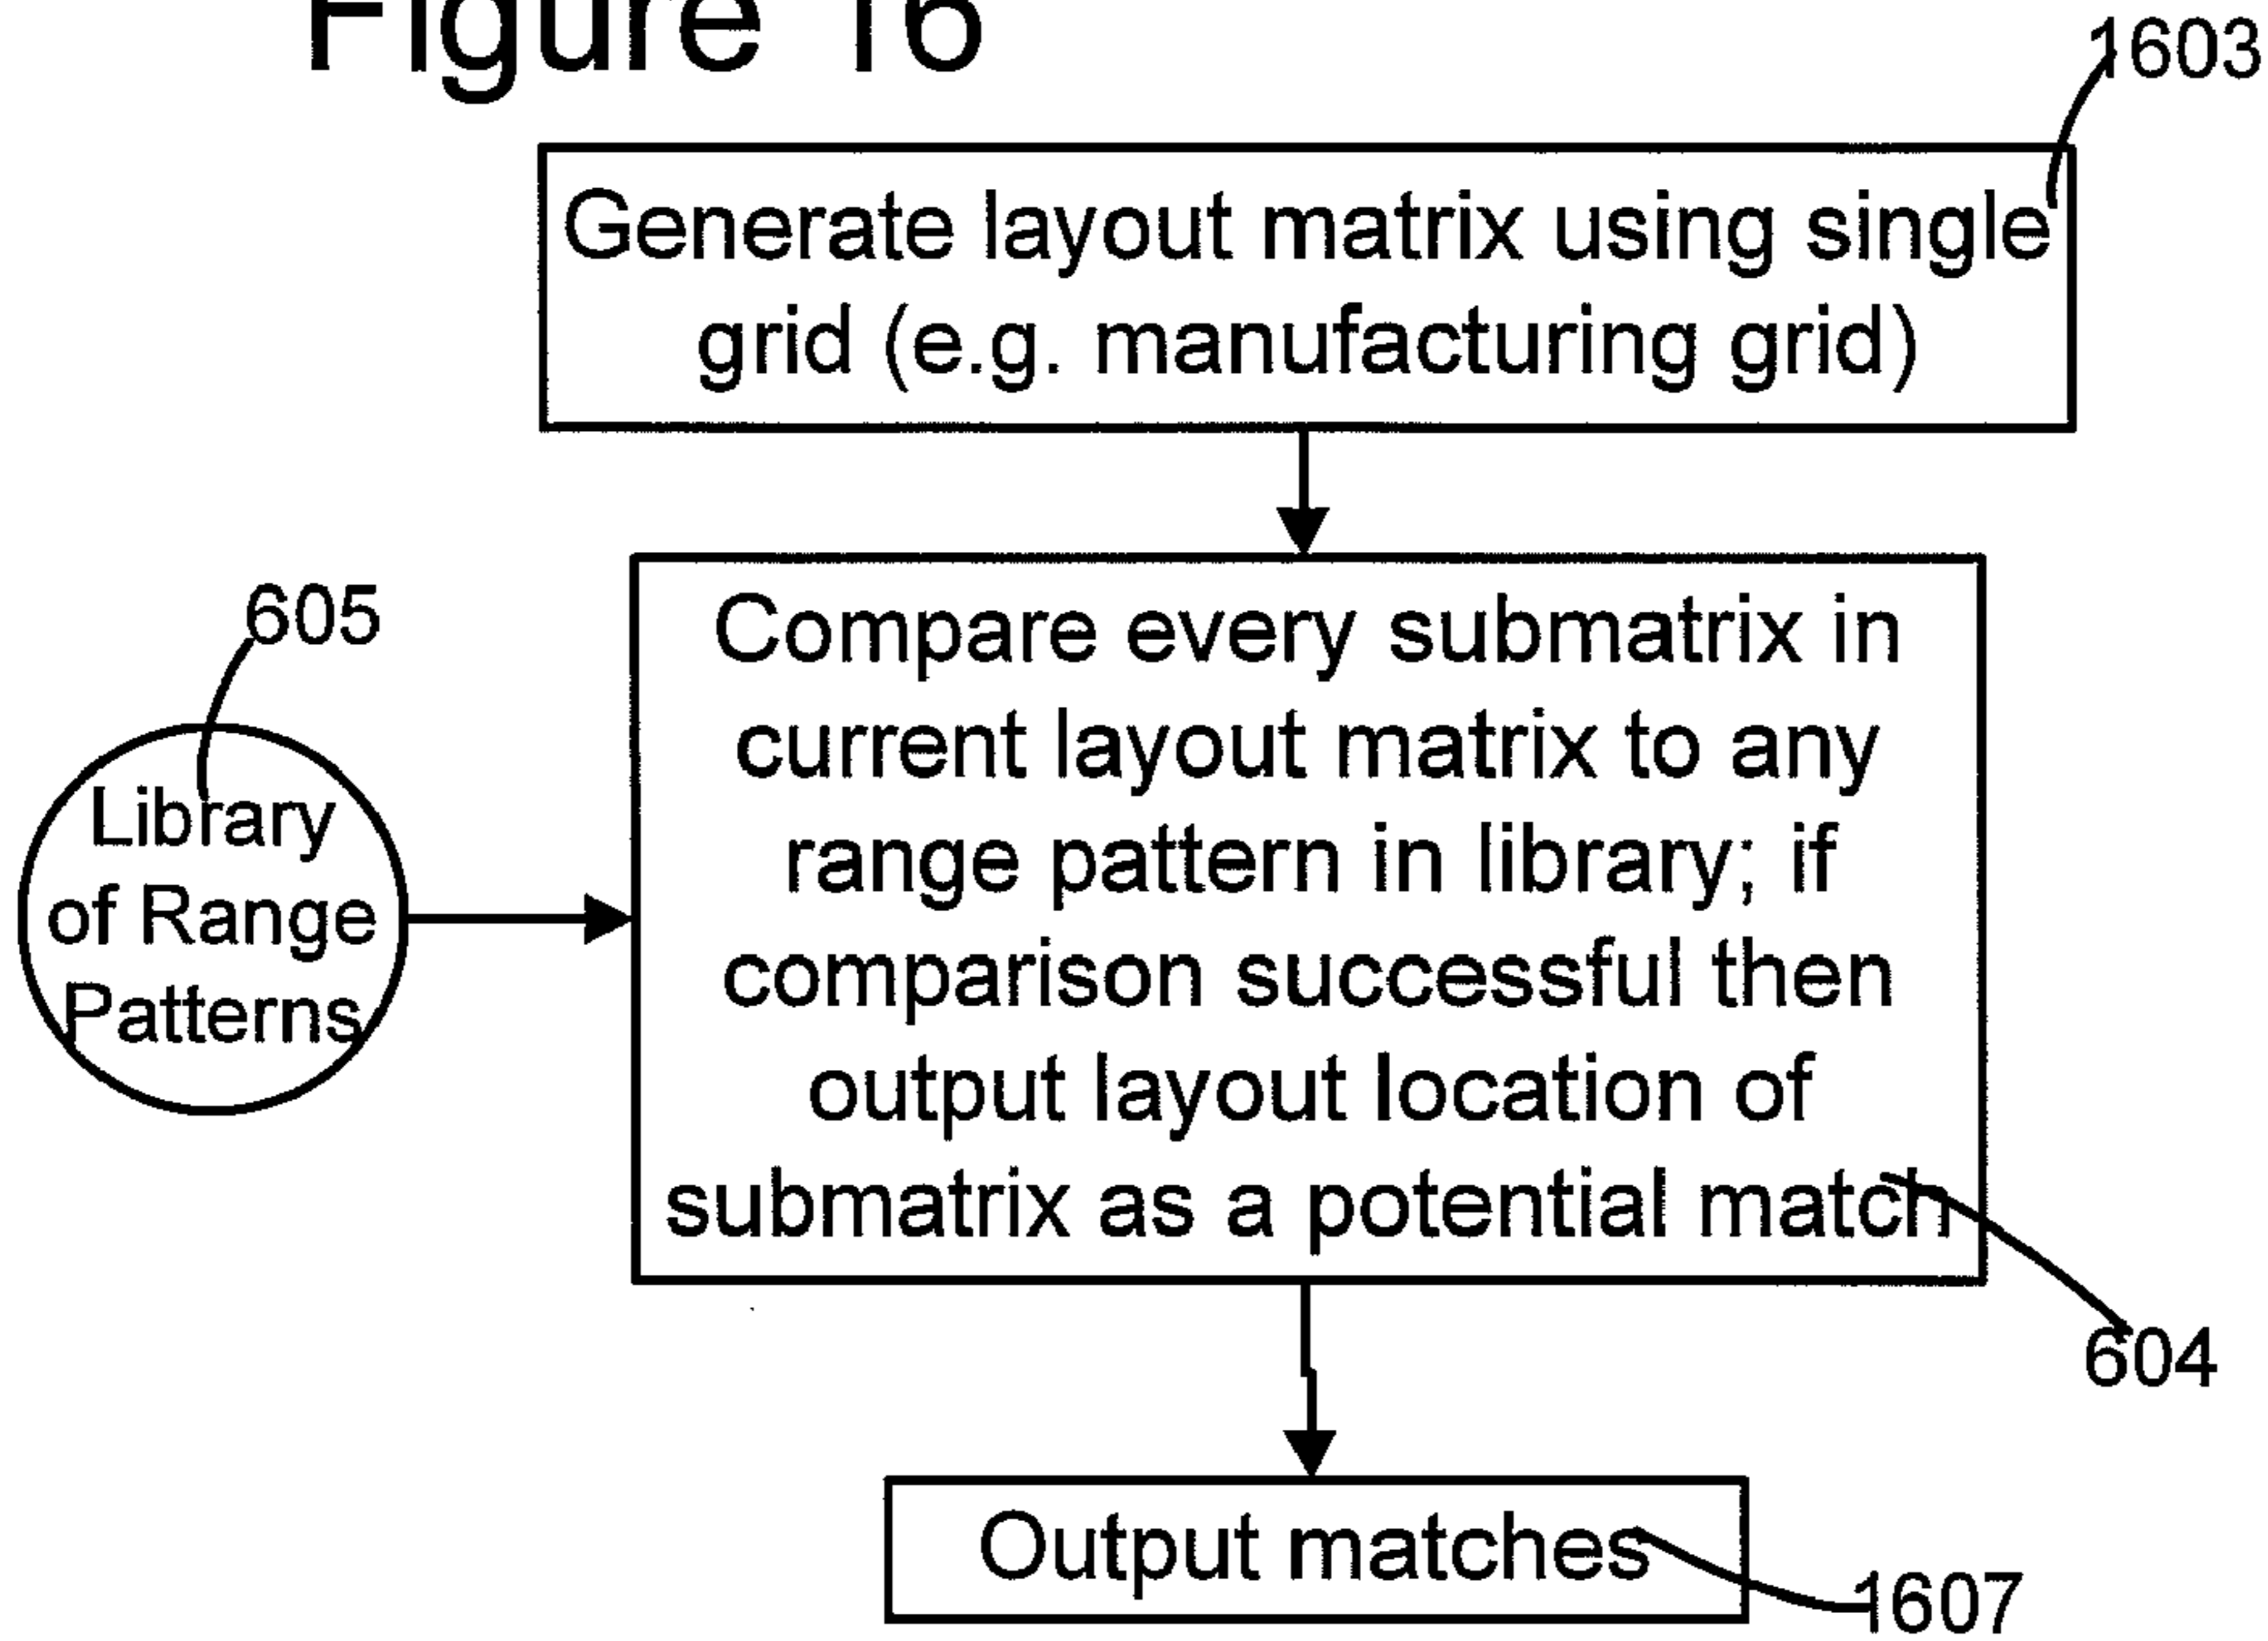 Figure 16
1603
Generate layout matrix using single
grid (e.g. manufacturing grid)
605
Library
of Range
Patterns
Compare every submatrix in
current layout matrix to any
range pattern in library; if
comparison successful then
output layout location of
submatrix as a potential match
604
Output matches
1607